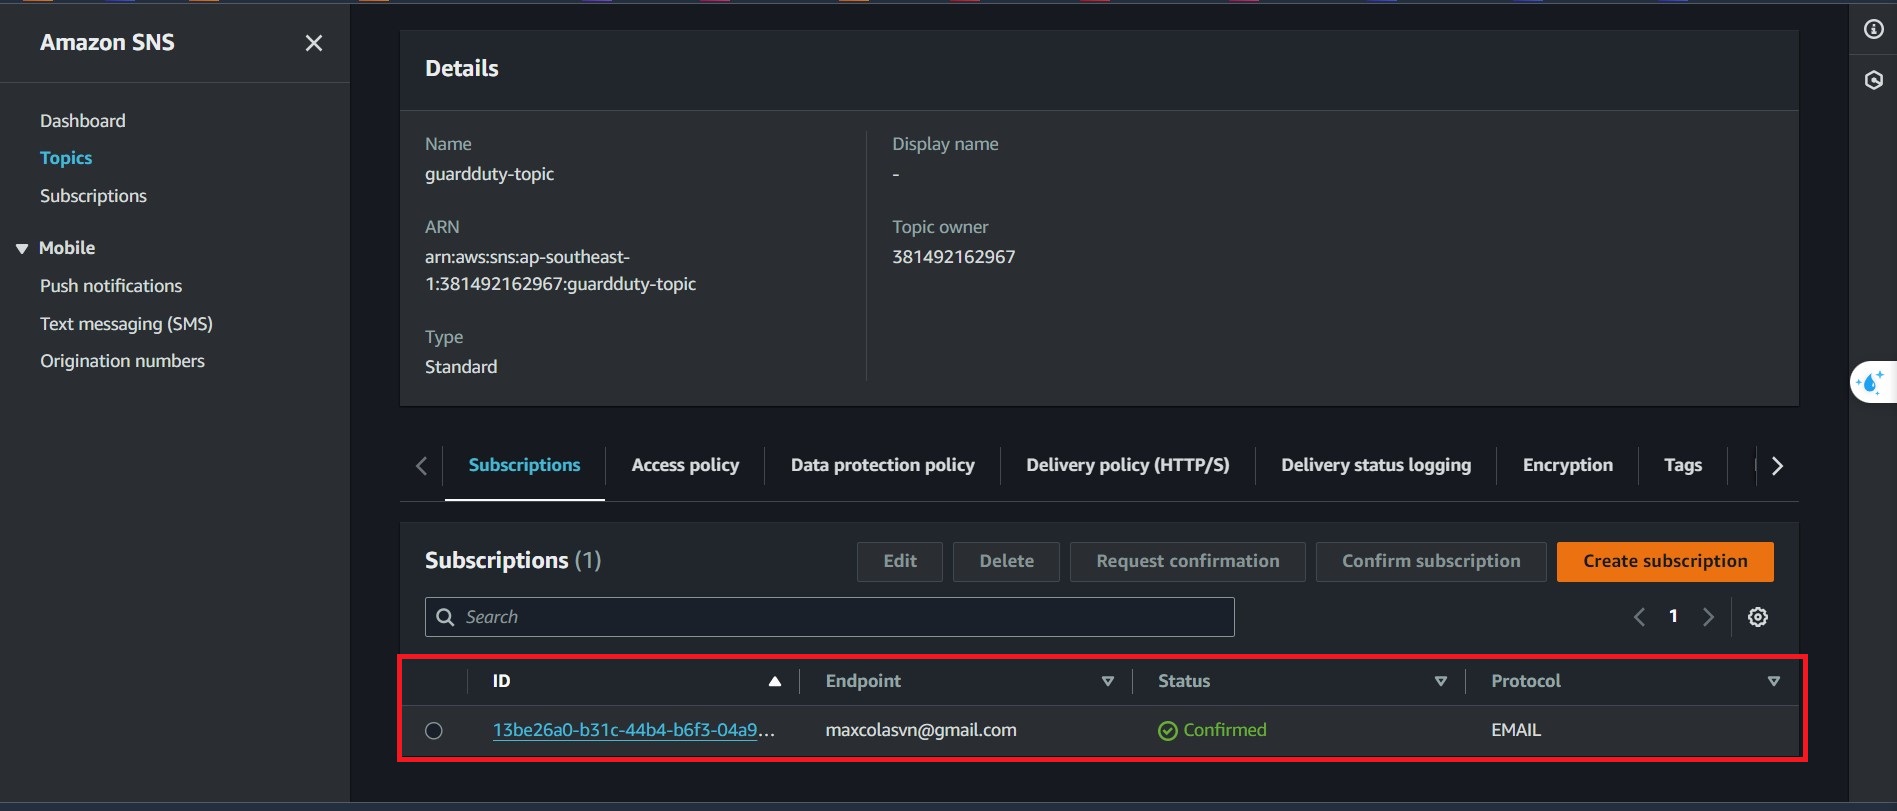 Amazon SNS
Dashboard
Topics
Subscriptions
Mobile
Push notifications
Text messaging (SMS)
Origination numbers
Details
Name
guardduty-topic
ARN
arn:aws:sns:ap-southeast-
1:381492162967:guardduty-topic
Type
Standard
Display name
-
Topic owner
381492162967
Subscriptions
Access policy
Data protection policy
Delivery policy (HTTP/S)
Delivery status logging
Encryption
Tags
Subscriptions (1)
Edit
Delete
Request confirmation
Confirm subscription
Create subscription
Search
1
ID
Endpoint
Status
Protocol
13be26a0-b31c-44b4-b6f3-04a9...
maxcolasvn@gmail.com
Confirmed
EMAIL